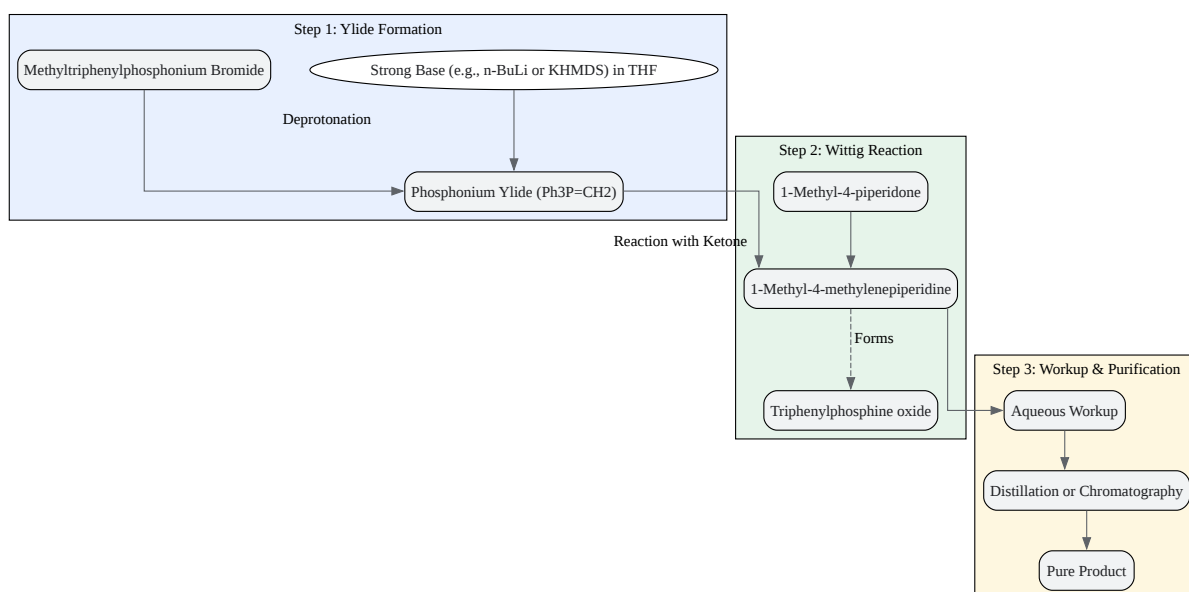 Step 1: Ylide Formation
Methyltriphenylphosphonium Bromide
Strong Base (e.g., n-BuLi or KHMDS) in THF
Deprotonation
Phosphonium Ylide (Ph3P=CH2)
Reaction with Ketone
Step 2: Wittig Reaction
1-Methyl-4-piperidone
1-Methyl-4-methylenepiperidine
Forms
Triphenylphosphine oxide
Step 3: Workup & Purification
Aqueous Workup
Distillation or Chromatography
Pure Product